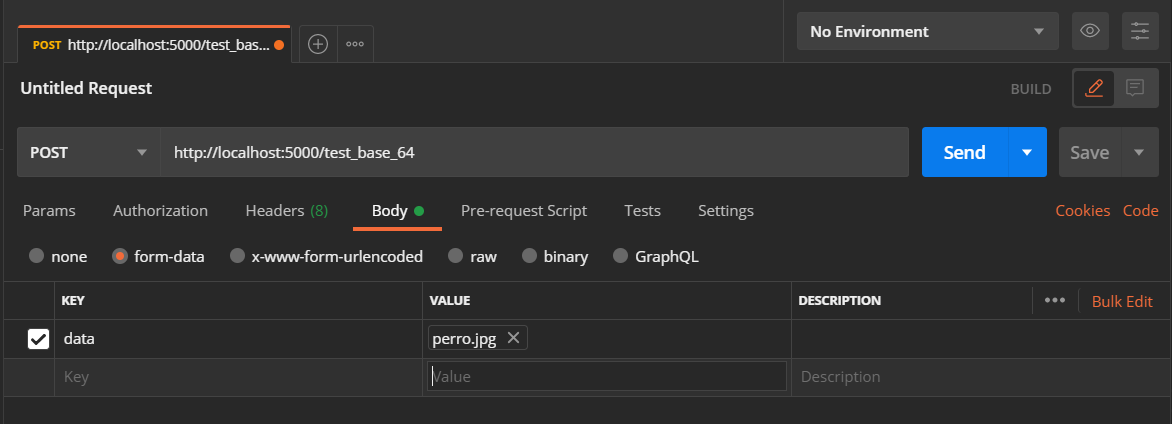 POST http://localhost:5000/test_bas...
No Environment
Untitled Request
BUILD
POST http://localhost:5000/test_base_64 Send Save
Params Authorization Headers (8) Body Pre-request Script Tests Settings Cookies Code
none form-data x-www-form-urlencoded raw binary GraphQL
KEY VALUE DESCRIPTION ••• Bulk Edit
data perro.jpg
Key Value Description